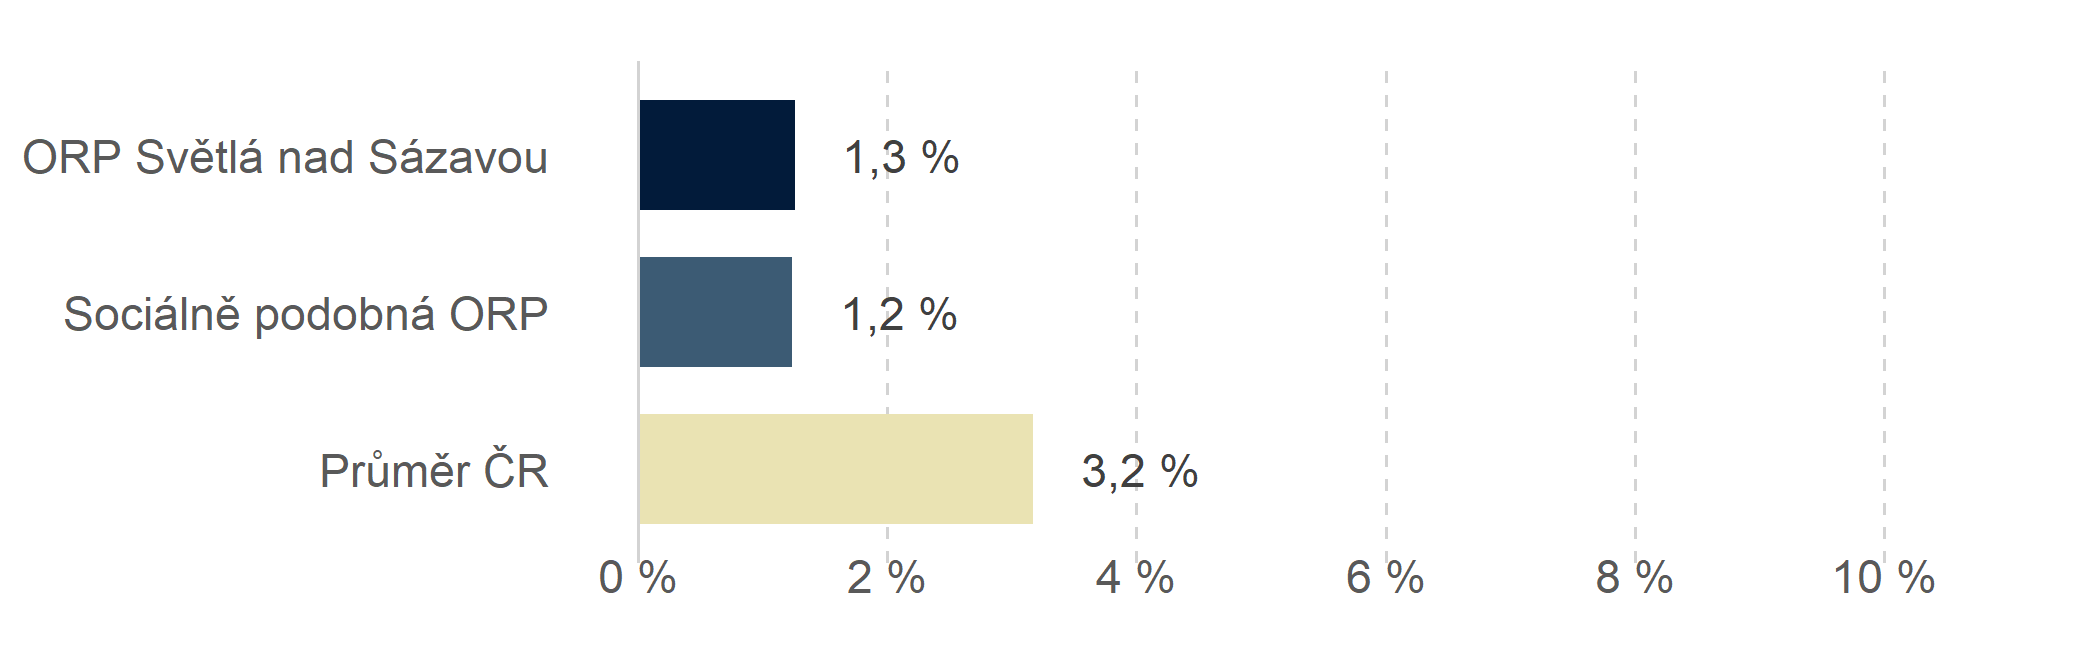 ORP Světlá nad Sázavou
1,3 %
Sociálně podobná ORP
1,2 %
Průměr ČR
3,2 %
0 % 2 % 4 % 6 % 8 % 10 %